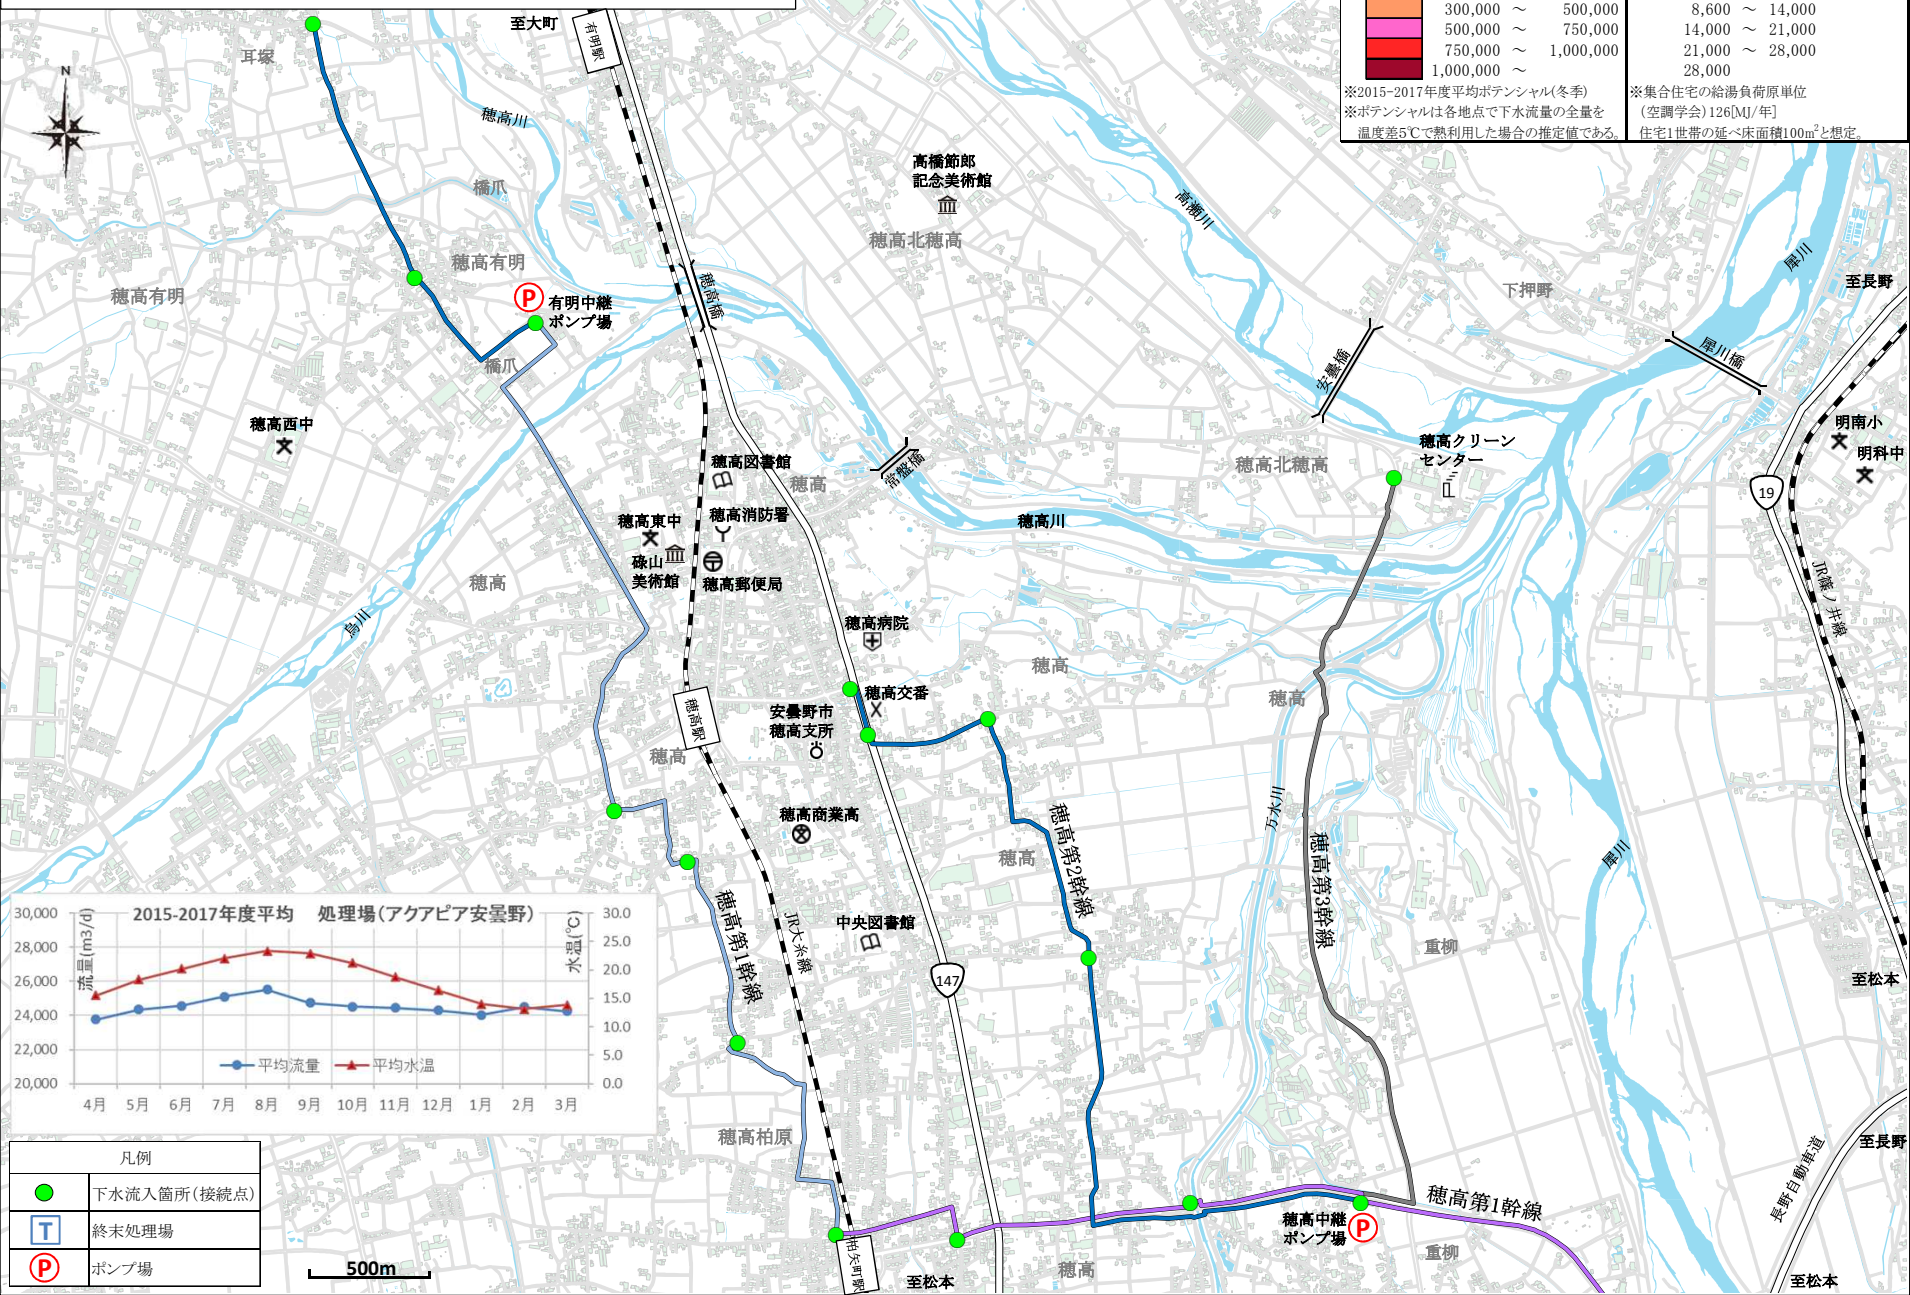 300,000 ～ 500,000
500,000 ～ 750,000
750,000 ～ 1,000,000
1,000,000 ～
※2015-2017年度平均ポテンシャル(冬季)
※ポテンシャルは各地点で下水流量の全量を
温度差5℃で熱利用した場合の推定値である。
8,600 ～ 14,000
14,000 ～ 21,000
21,000 ～ 28,000
28,000
※集合住宅の給湯負荷原単位
(空調学会)126[MJ/年]
住宅1世帯の延べ床面積100m²と想定。
至大町
有明駅
耳塚
N
穂高川
橋爪
高橋節郎
記念美術館
高瀬川
穂高北穂高
穂高有明
穂高有明
P
有明中継
ポンプ場
穂高橋
下押野
犀川
至長野
橋爪
安曇橋
犀川橋
穂高西中
穂高図書館
穂高
常盤橋
穂高北穂高
穂高クリーン
センター
明南小
明科中
19
穂高東中
穂高消防署
穂高川
碌山
美術館
穂高郵便局
穂高
烏川
JR篠ノ井線
穂高病院
穂高
穂高
穂高駅
穂高交番
安曇野市
穂高支所
穂高
穂高商業高
穂高
穂高第2幹線
万水川
穂高第3幹線
犀川
穂高第1幹線
JR大糸線
中央図書館
重柳
147
至松本
2015-2017年度平均 処理場(アクアピア安曇野)
流量(m3/d)
水温(℃)
30,000
28,000
26,000
24,000
22,000
20,000
30.0
25.0
20.0
15.0
10.0
5.0
0.0
平均流量 平均水温
4月 5月 6月 7月 8月 9月 10月 11月 12月 1月 2月 3月
穂高柏原
長野自動車道
至長野
凡例
下水流入箇所(接続点)
T 終末処理場
P ポンプ場
500m
柏矢町駅
至松本
穂高
穂高中継
ポンプ場
P
穂高第1幹線
重柳
至松本